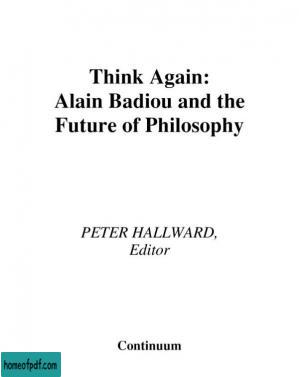 Think Again:
Alain Badiou and the
Future of Philosophy
PETER HALLWARD,
Editor
Continuum
homeofpdf.com